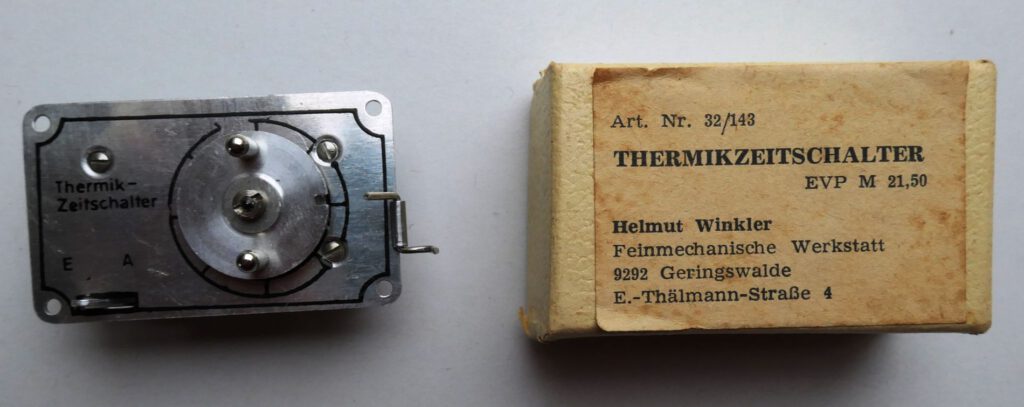 Thermik-
Zeitschalter
E A
Art. Nr. 32/143
THERMIKZEITSCHALTER
EVP M 21,50
Helmut Winkler
Feinmechanische Werkstatt
9292 Geringswalde
E.-Thälmann-Straße 4